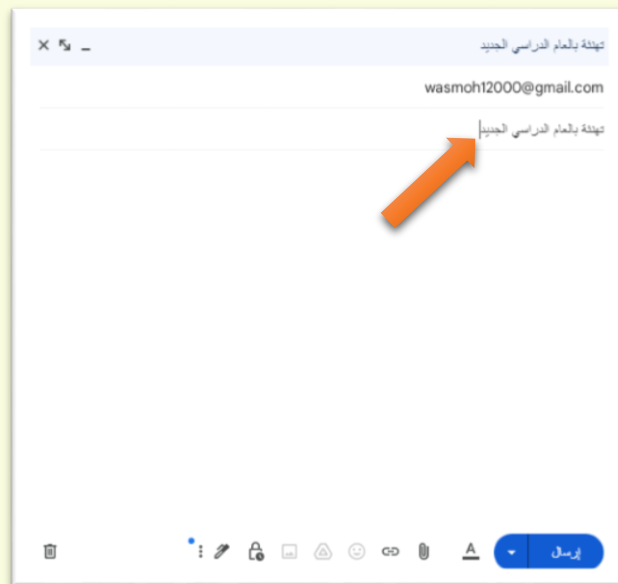 تهنئة بالعام الدراسي الجديد
wasmoh12000@gmail.com
تهنئة بالعام الدراسي الجديد
A
إرسال